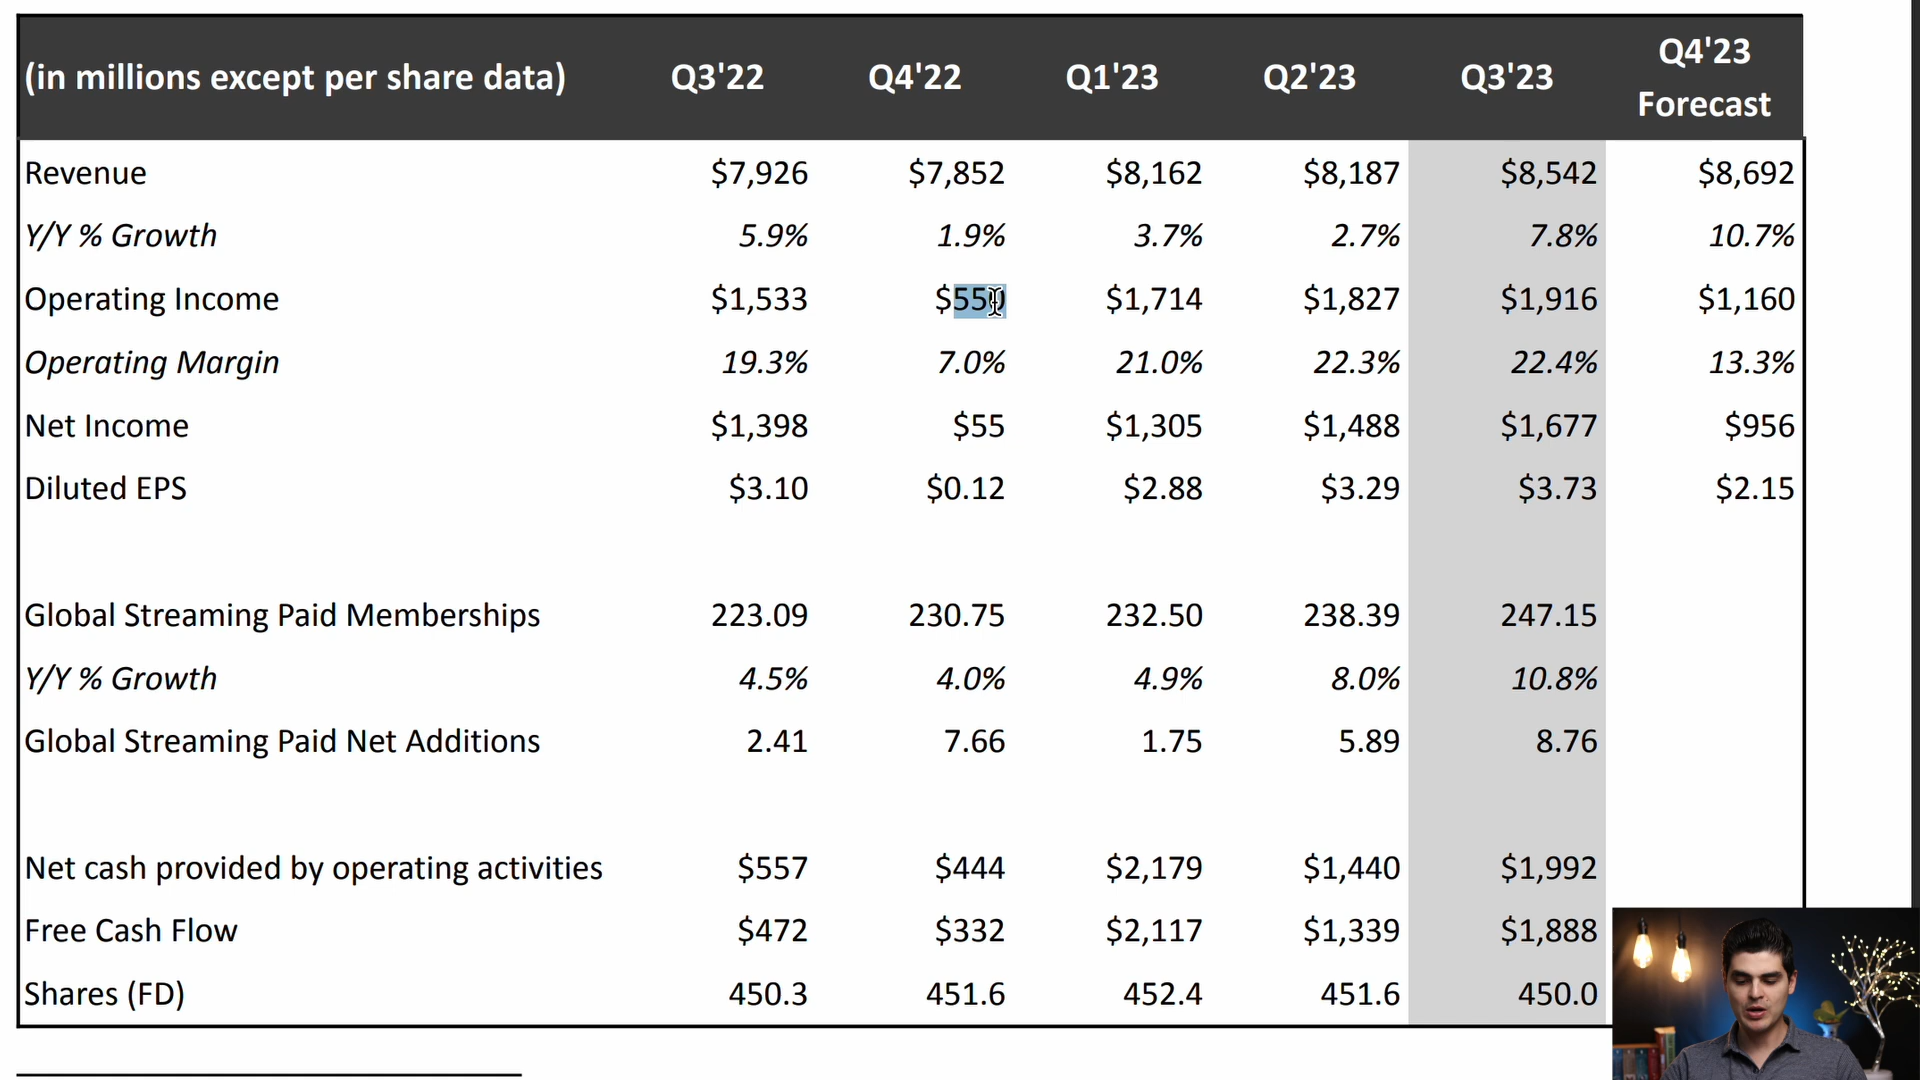 (in millions except per share data) Q3'22 Q4'22 Q1'23 Q2'23 Q3'23 Q4'23 Forecast
Revenue $7,926 $7,852 $8,162 $8,187 $8,542 $8,692
Y/Y % Growth 5.9% 1.9% 3.7% 2.7% 7.8% 10.7%
Operating Income $1,533 $550 $1,714 $1,827 $1,916 $1,160
Operating Margin 19.3% 7.0% 21.0% 22.3% 22.4% 13.3%
Net Income $1,398 $55 $1,305 $1,488 $1,677 $956
Diluted EPS $3.10 $0.12 $2.88 $3.29 $3.73 $2.15
Global Streaming Paid Memberships 223.09 230.75 232.50 238.39 247.15
Y/Y % Growth 4.5% 4.0% 4.9% 8.0% 10.8%
Global Streaming Paid Net Additions 2.41 7.66 1.75 5.89 8.76
Net cash provided by operating activities $557 $444 $2,179 $1,440 $1,992
Free Cash Flow $472 $332 $2,117 $1,339 $1,888
Shares (FD) 450.3 451.6 452.4 451.6 450.0